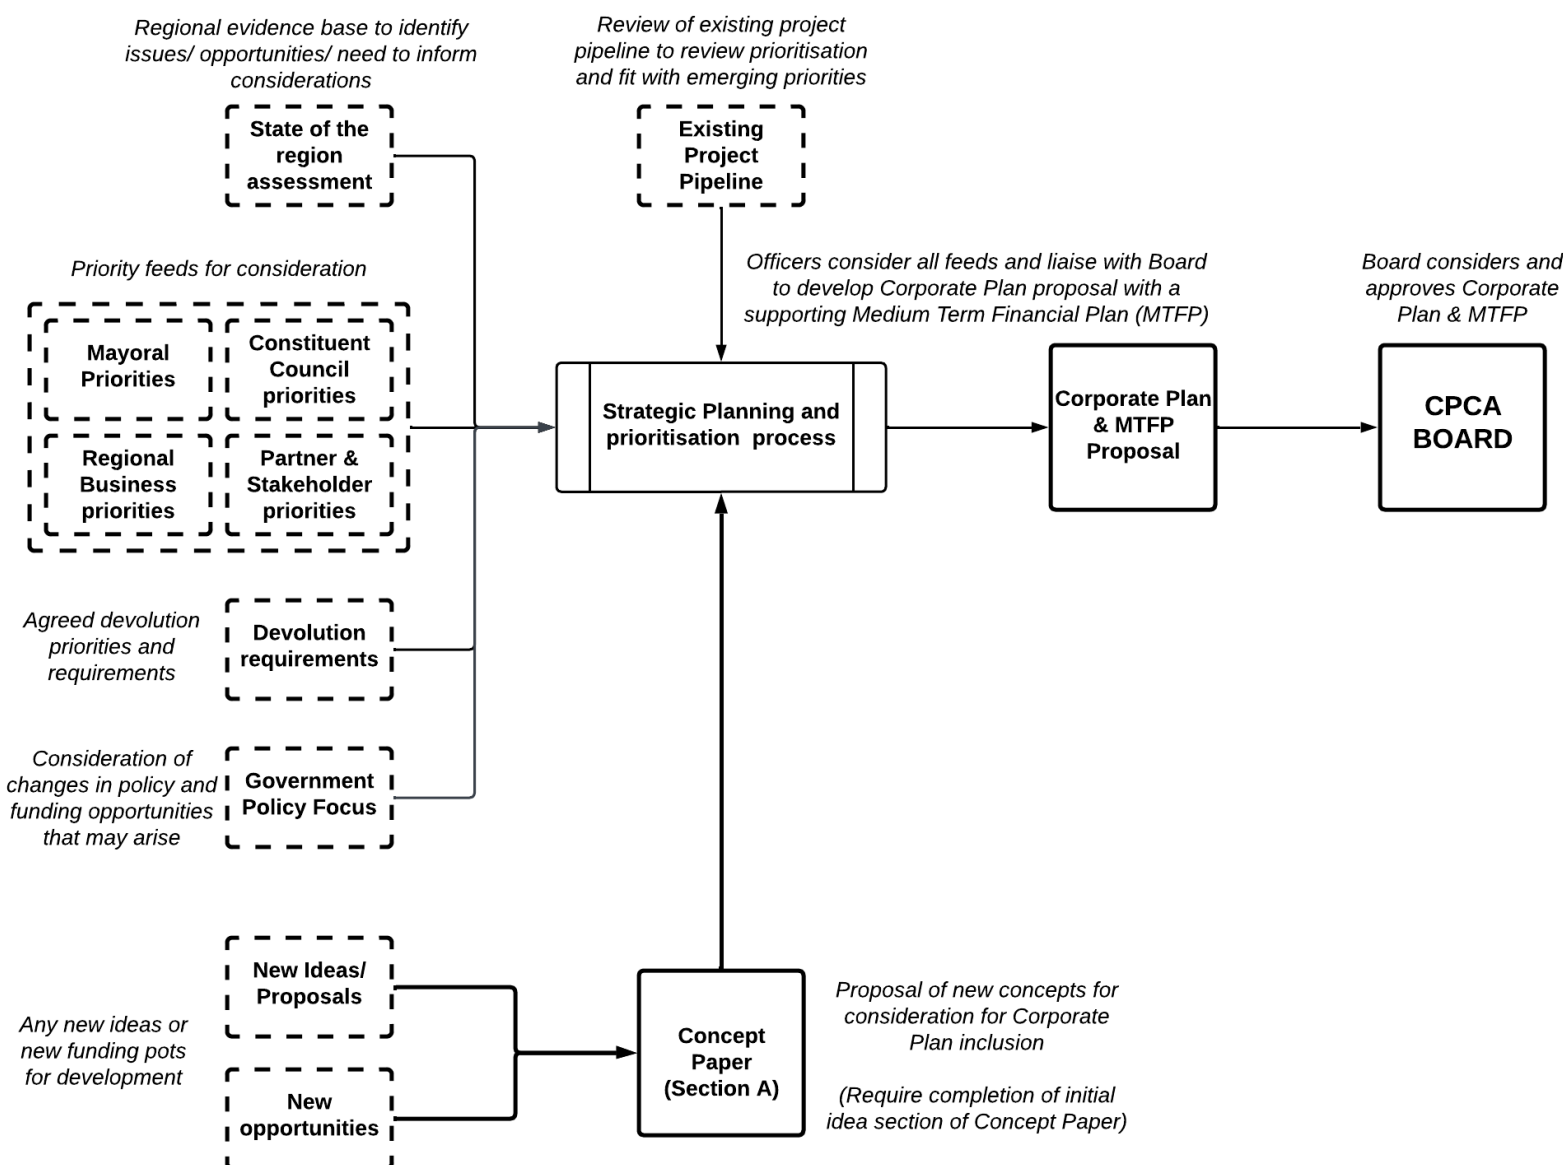 Regional evidence base to identify
issues/ opportunities/ need to inform
considerations
State of the
region
assessment
Review of existing project
pipeline to review prioritisation
and fit with emerging priorities
Existing
Project
Pipeline
Priority feeds for consideration
Mayoral
Priorities
Constituent
Council
priorities
Regional
Business
priorities
Partner &
Stakeholder
priorities
Strategic Planning and
prioritisation process
Officers consider all feeds and liaise with Board
to develop Corporate Plan proposal with a
supporting Medium Term Financial Plan (MTFP)
Corporate Plan
& MTFP
Proposal
Board considers and
approves Corporate
Plan & MTFP
CPCA
BOARD
Agreed devolution
priorities and
requirements
Devolution
requirements
Consideration of
changes in policy and
funding opportunities
that may arise
Government
Policy Focus
Any new ideas or
new funding pots
for development
New Ideas/
Proposals
New
opportunities
Concept
Paper
(Section A)
Proposal of new concepts for
consideration for Corporate
Plan inclusion
(Require completion of initial
idea section of Concept Paper)